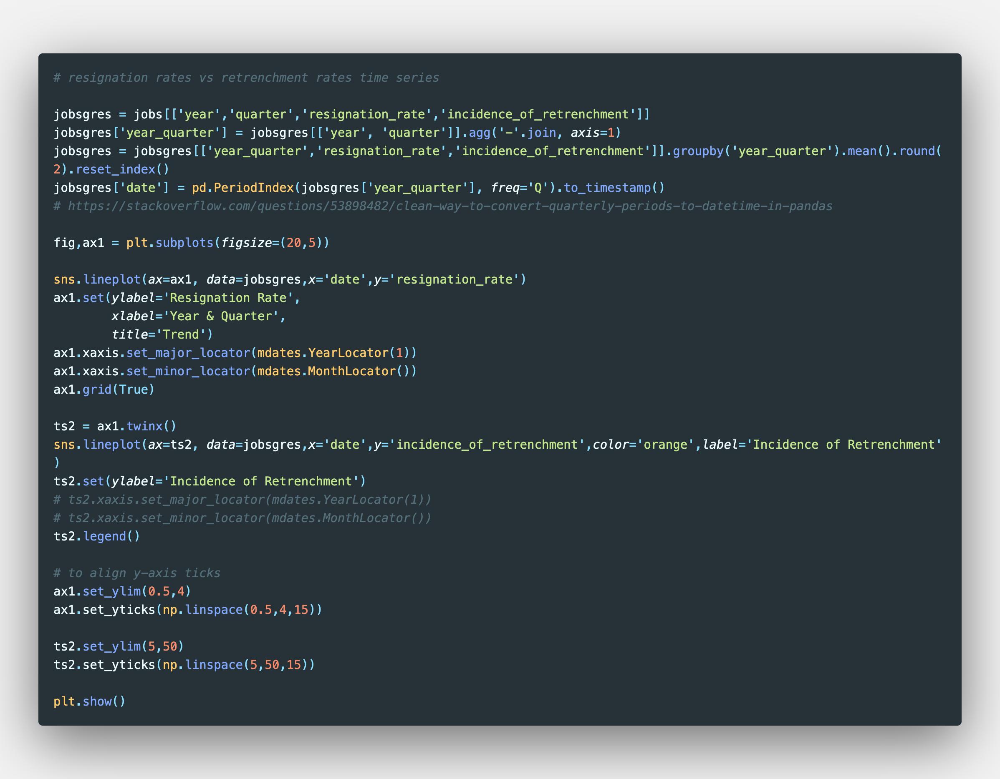 # resignation rates vs retrenchment rates time series
jobsgres = jobs[['year','quarter','resignation_rate','incidence_of_retrenchment']]
jobsgres['year_quarter'] = jobsgres[['year', 'quarter']].agg('-'.join, axis=1)
jobsgres = jobsgres[['year_quarter','resignation_rate','incidence_of_retrenchment']].groupby('year_quarter').mean().round(
2).reset_index()
jobsgres['date'] = pd.PeriodIndex(jobsgres['year_quarter'], freq='Q').to_timestamp()
# https://stackoverflow.com/questions/53898482/clean-way-to-convert-quarterly-periods-to-datetime-in-pandas
fig,ax1 = plt.subplots(figsize=(20,5))
sns.lineplot(ax=ax1, data=jobsgres,x='date',y='resignation_rate')
ax1.set(ylabel='Resignation Rate',
        xlabel='Year & Quarter',
        title='Trend')
ax1.xaxis.set_major_locator(mdates.YearLocator(1))
ax1.xaxis.set_minor_locator(mdates.MonthLocator())
ax1.grid(True)
ts2 = ax1.twinx()
sns.lineplot(ax=ts2, data=jobsgres,x='date',y='incidence_of_retrenchment',color='orange',label='Incidence of Retrenchment'
)
ts2.set(ylabel='Incidence of Retrenchment')
# ts2.xaxis.set_major_locator(mdates.YearLocator(1))
# ts2.xaxis.set_minor_locator(mdates.MonthLocator())
ts2.legend()
# to align y-axis ticks
ax1.set_ylim(0.5,4)
ax1.set_yticks(np.linspace(0.5,4,15))
ts2.set_ylim(5,50)
ts2.set_yticks(np.linspace(5,50,15))
plt.show()